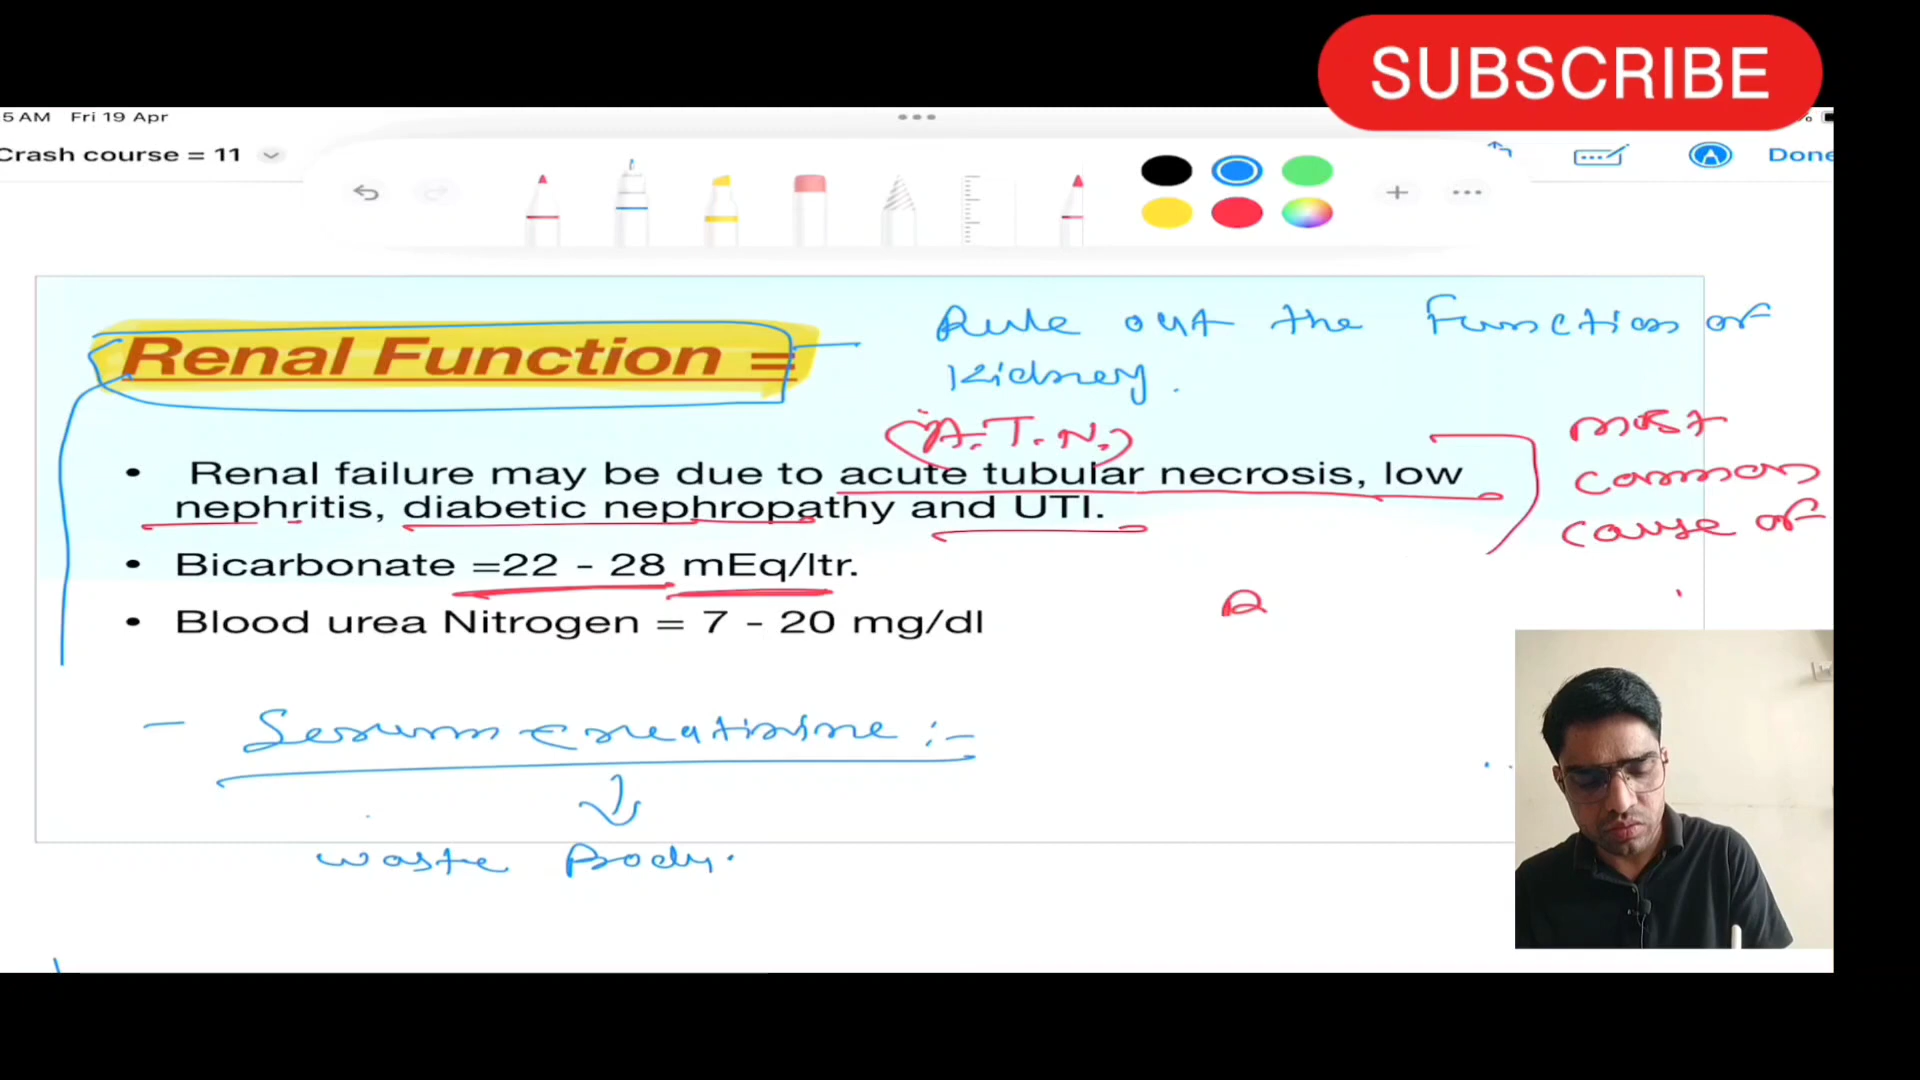 SUBSCRIBE
5 AM Fri 19 Apr
Crash course = 11
Done
Rule out the Function of
Kidney.
Renal Function =
(A.T.N.)
most
common
cause of
• Renal failure may be due to acute tubular necrosis, low
nephritis, diabetic nephropathy and UTI.
• Bicarbonate =22 - 28 mEq/ltr.
• Blood urea Nitrogen = 7 - 20 mg/dl
R
- Serum creatinine :-
waste Body.